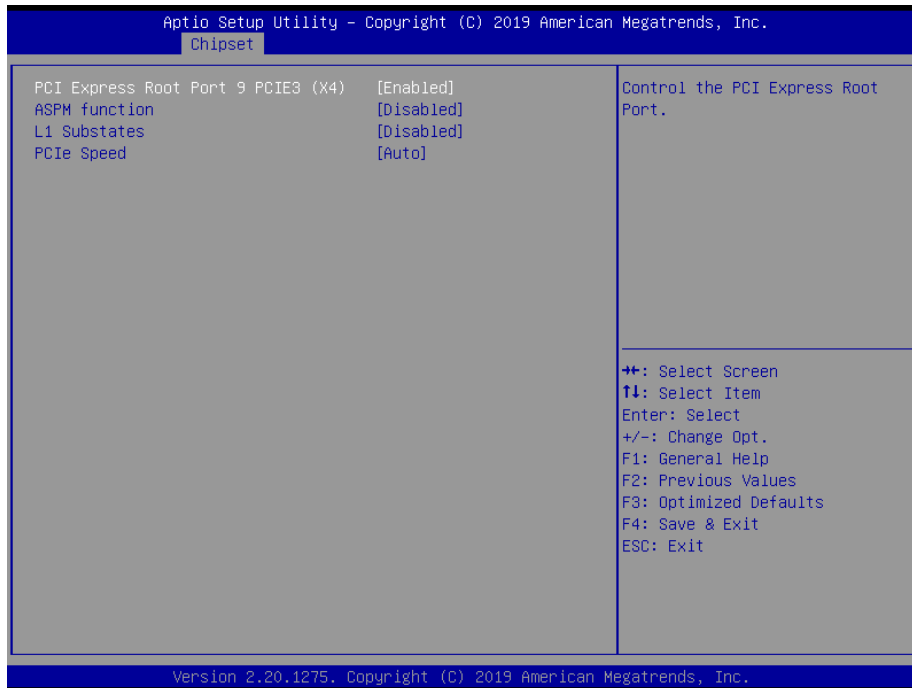 Aptio Setup Utility – Copyright (C) 2019 American Megatrends, Inc.
Chipset
PCI Express Root Port 9 PCIE3 (X4) [Enabled]
ASPM function [Disabled]
L1 Substates [Disabled]
PCIe Speed [Auto]
Control the PCI Express Root
Port.
→←: Select Screen
↑↓: Select Item
Enter: Select
+/-: Change Opt.
F1: General Help
F2: Previous Values
F3: Optimized Defaults
F4: Save & Exit
ESC: Exit
Version 2.20.1275. Copyright (C) 2019 American Megatrends, Inc.